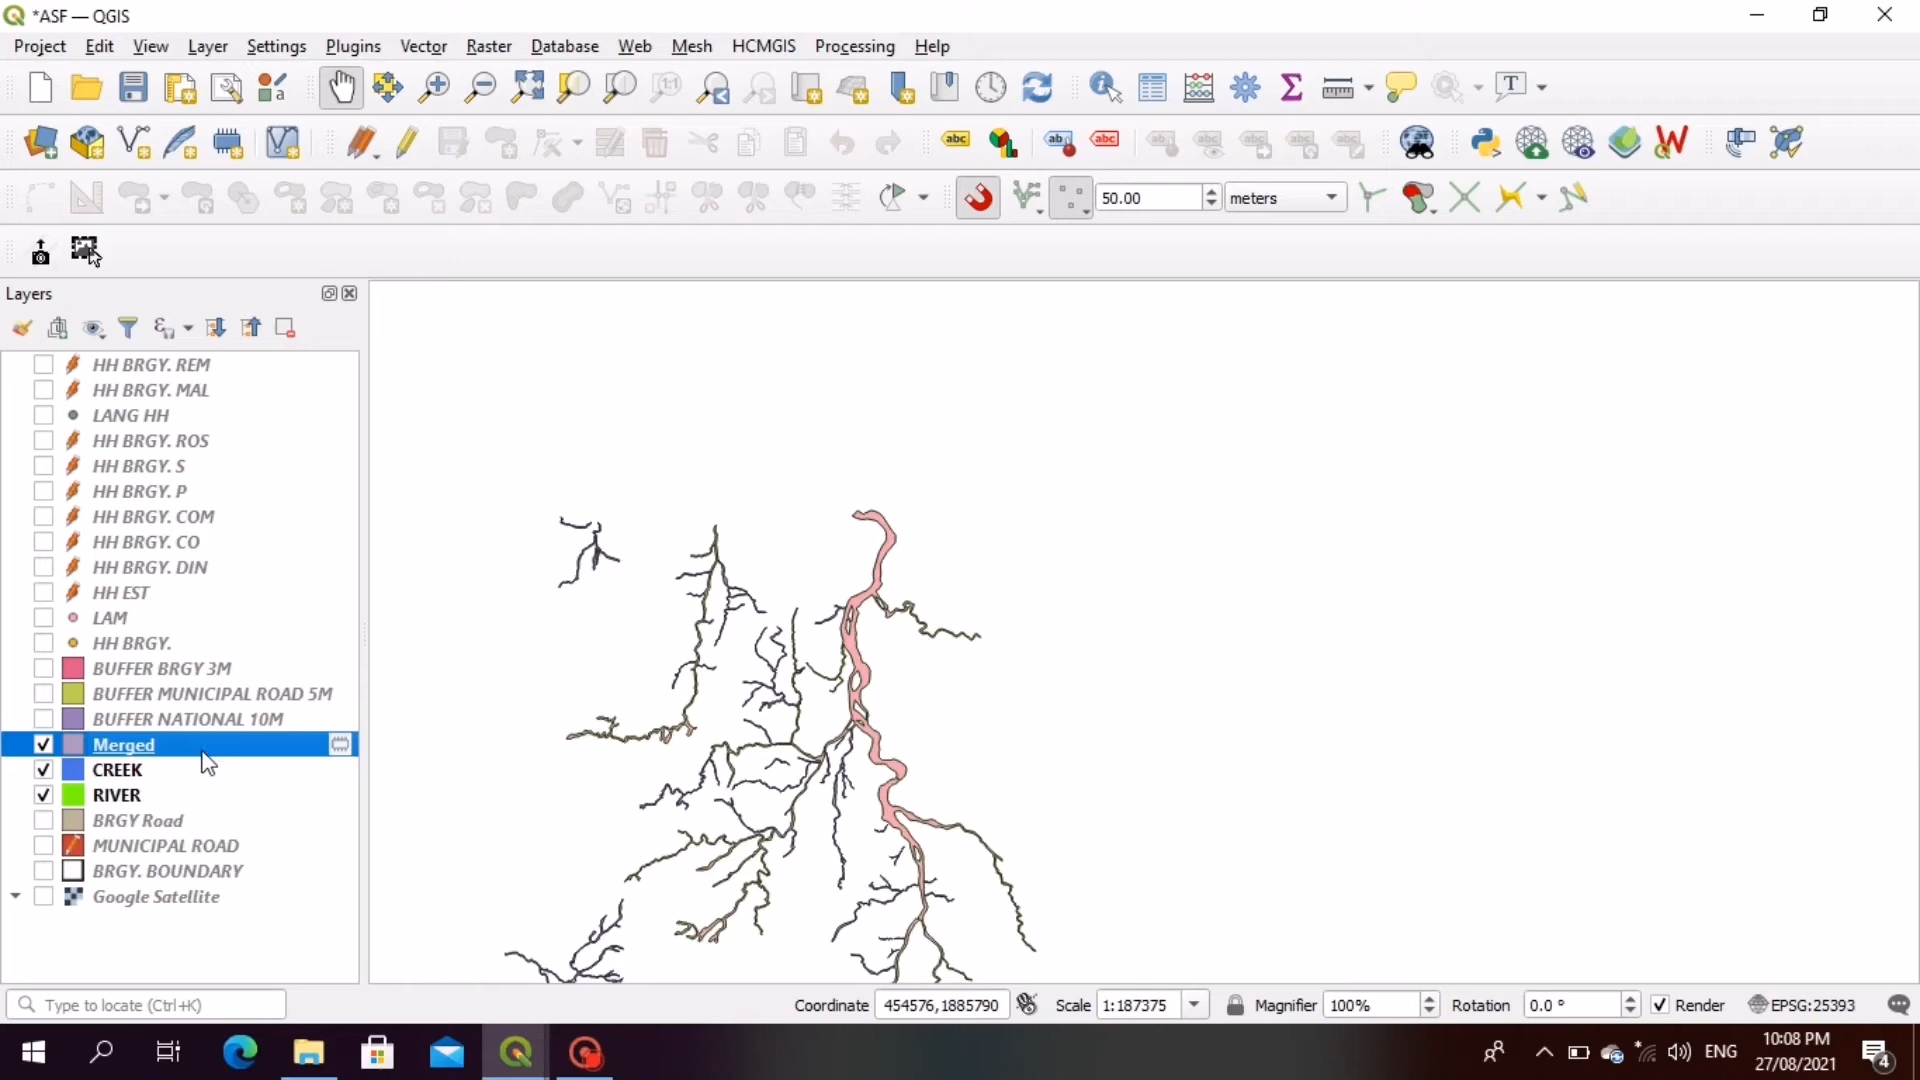 *ASF — QGIS
Project Edit View Layer Settings Plugins Vector Raster Database Web Mesh HCMGIS Processing Help
50.00 meters
Layers
HH BRGY. REM
HH BRGY. MAL
LANG HH
HH BRGY. ROS
HH BRGY. S
HH BRGY. P
HH BRGY. COM
HH BRGY. CO
HH BRGY. DIN
HH EST
LAM
HH BRGY.
BUFFER BRGY 3M
BUFFER MUNICIPAL ROAD 5M
BUFFER NATIONAL 10M
Merged
CREEK
RIVER
BRGY Road
MUNICIPAL ROAD
BRGY. BOUNDARY
Google Satellite
Type to locate (Ctrl+K) Coordinate 454576,1885790 Scale 1:187375 Magnifier 100% Rotation 0.0 ° Render EPSG:25393
ENG 10:08 PM
27/08/2021 4